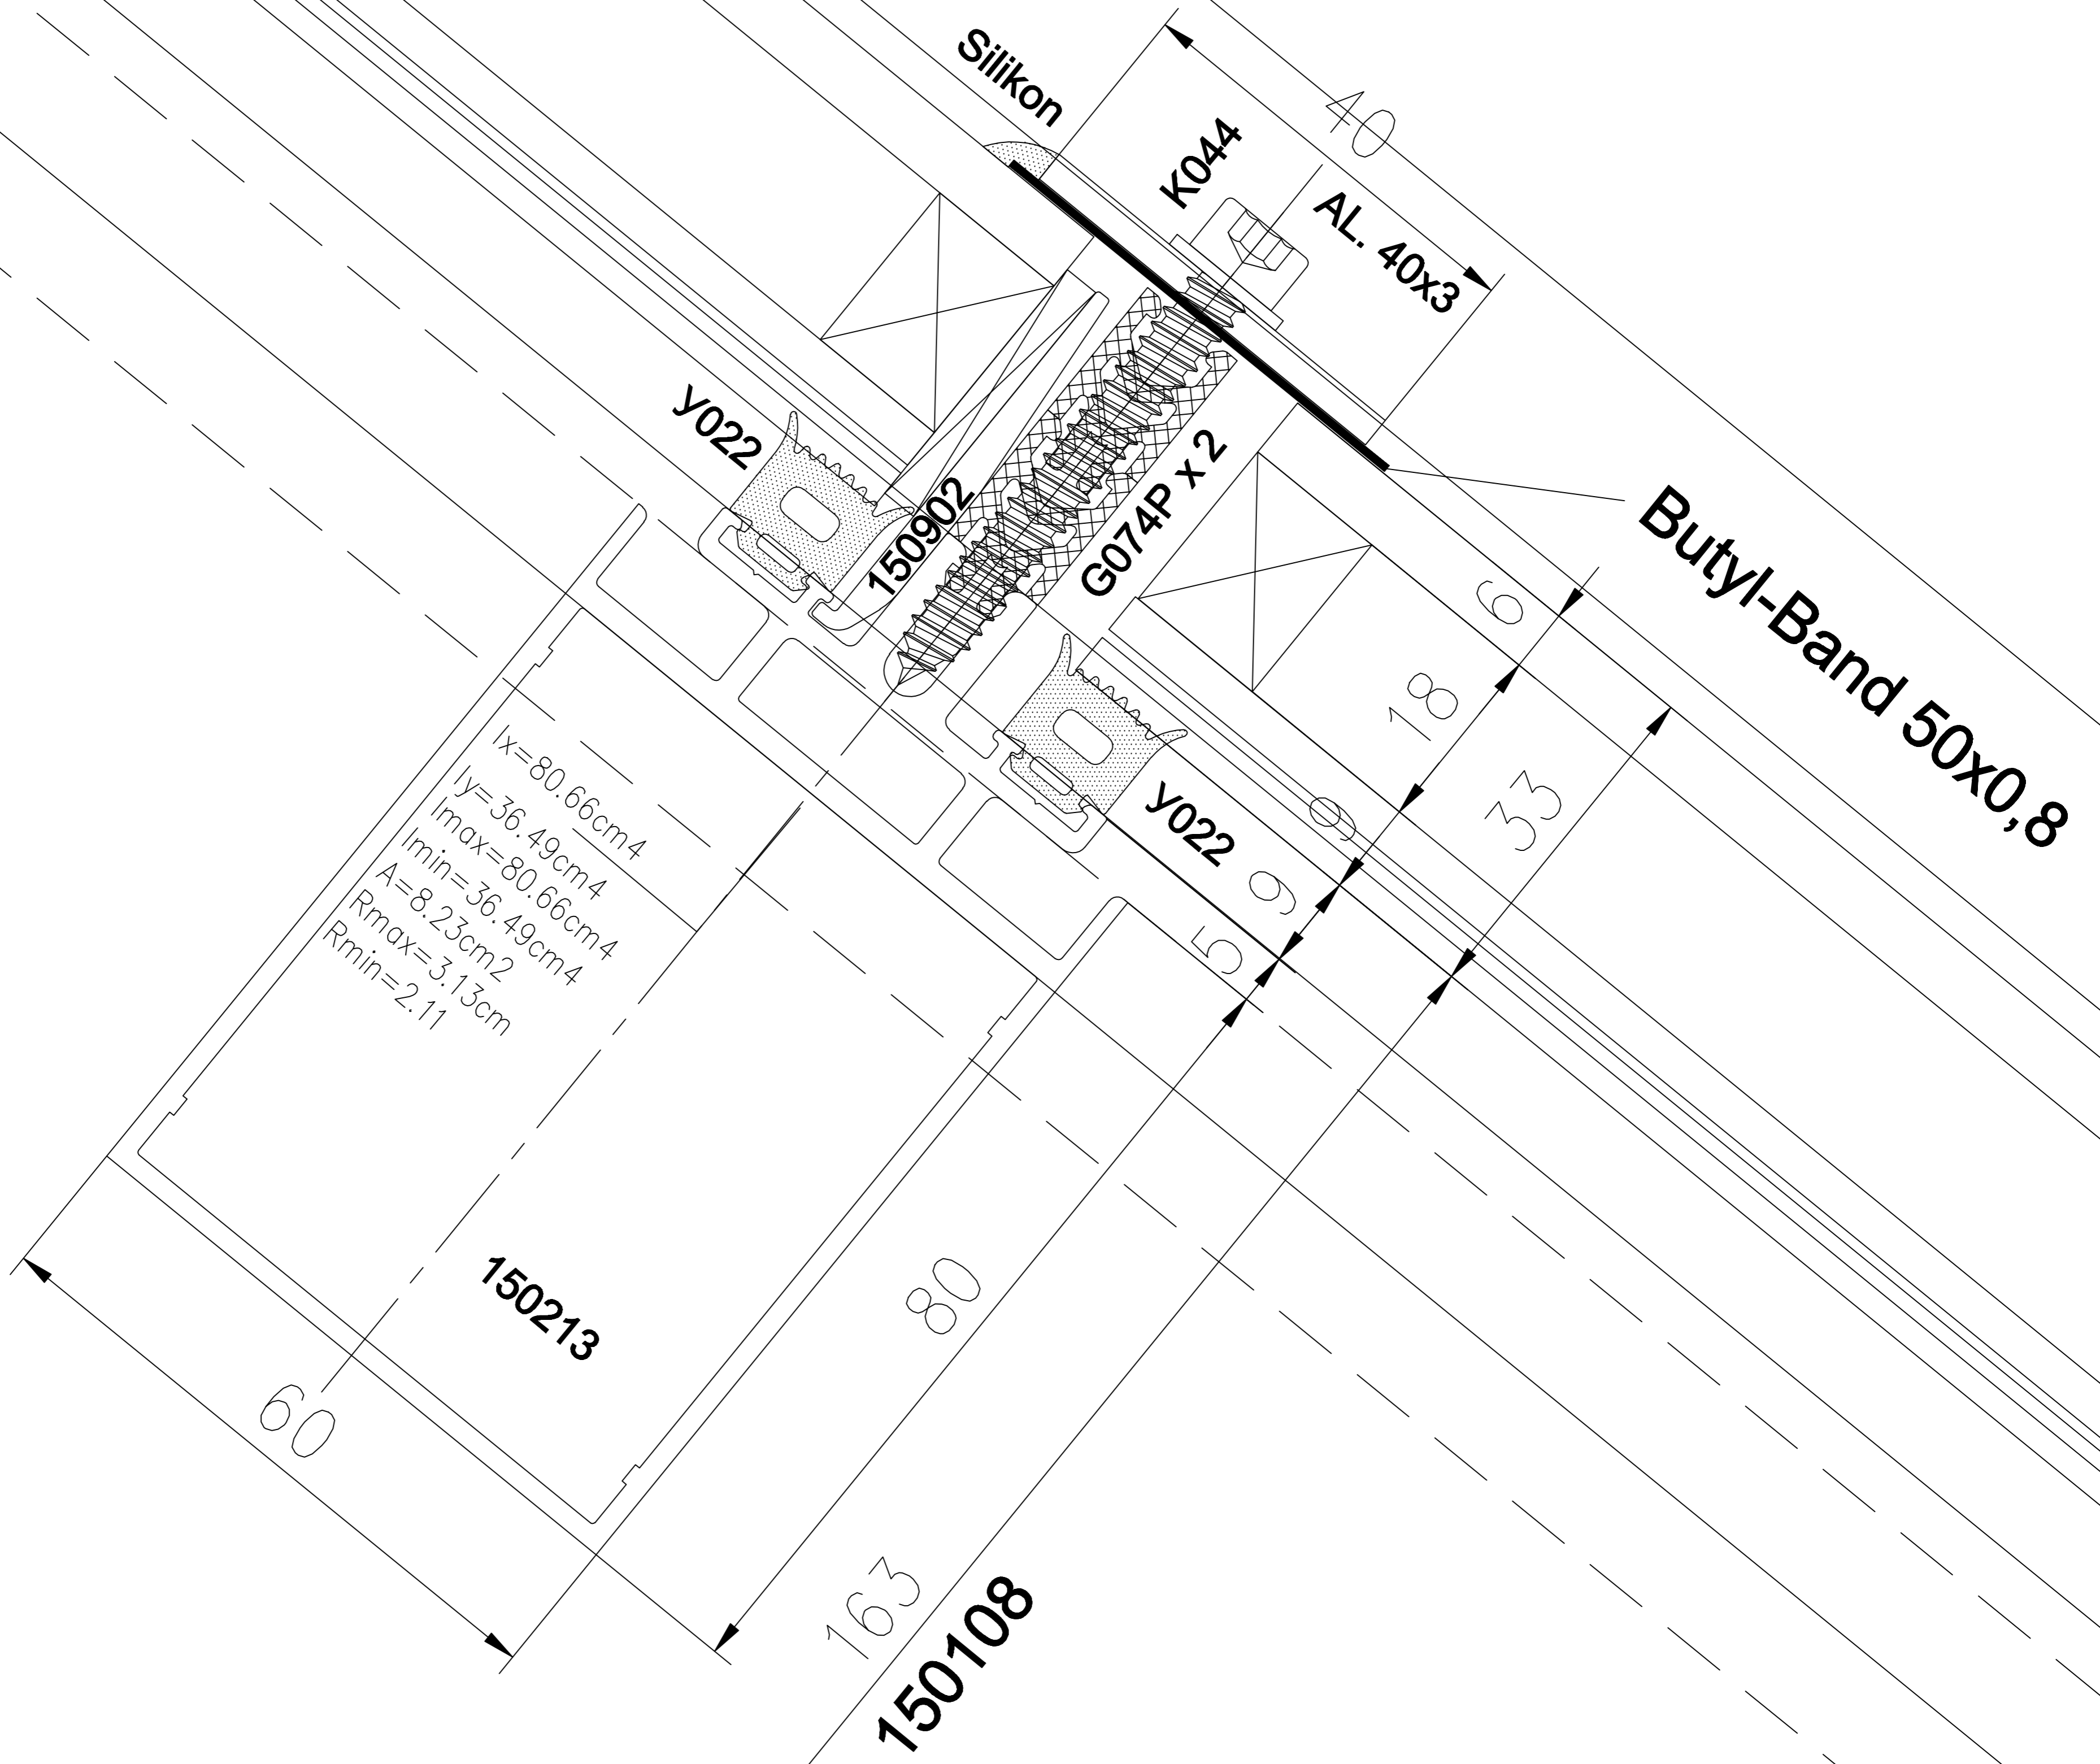 Silikon
40
K044
AL. 40x3
Y022
150902
G074P x 2
Butyl-Band 50x0,8
6
18
33
8
9
5
Y022
Ix=80.66cm4
Iy=36.49cm4
Imax=80.66cm4
Imin=36.49cm4
A=8.23cm2
Rmax=3.13cm
Rmin=2.11
150213
60
80
163
150108